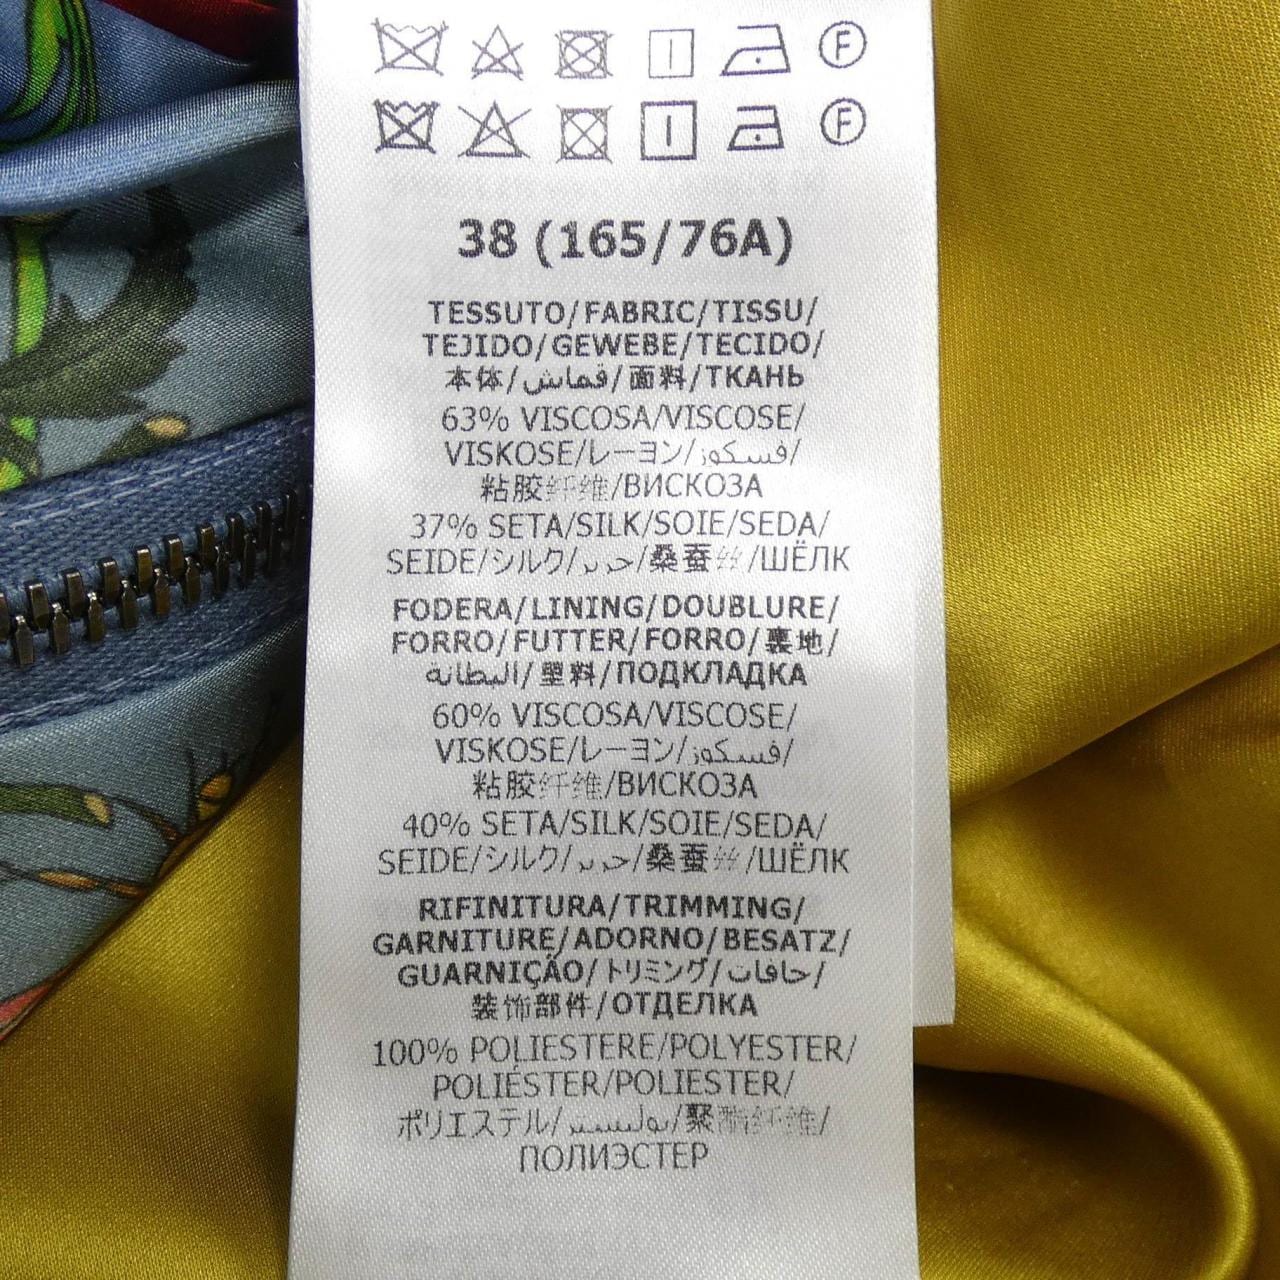 F
F
38 (165/76A)
TESSUTO/FABRIC/TISSU/
TEJIDO/GEWEBE/TECIDO/
本体/قماش/面料/ТКАНЬ
63% VISCOSA/VISCOSE/
VISKOSE/レーヨン/فسكوز/
粘胶纤维/ВИСКОЗА
37% SETA/SILK/SOIE/SEDA/
SEIDE/シルク/حرير/桑蚕丝/ШЁЛК
FODERA/LINING/DOUBLURE/
FORRO/FUTTER/FORRO/裏地/
البطانة/里料/ПОДКЛАДКА
60% VISCOSA/VISCOSE/
VISKOSE/レーヨン/فسكوز/
粘胶纤维/ВИСКОЗА
40% SETA/SILK/SOIE/SEDA/
SEIDE/シルク/حرير/桑蚕丝/ШЁЛК
RIFINITURA/TRIMMING/
GARNITURE/ADORNO/BESATZ/
GUARNIÇÃO/トリミング/حافات/
装饰部件/ОТДЕЛКА
100% POLIESTERE/POLYESTER/
POLIÉSTER/POLIESTER/
ポリエステル/بوليستر/聚酯纤维/
ПОЛИЭСТЕР